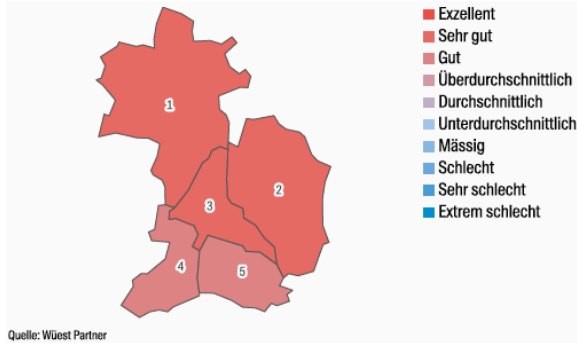 Exzellent
Sehr gut
Gut
Überdurchschnittlich
Durchschnittlich
Unterdurchschnittlich
Mässig
Schlecht
Sehr schlecht
Extrem schlecht
1
2
3
4
5
Quelle: Wüest Partner